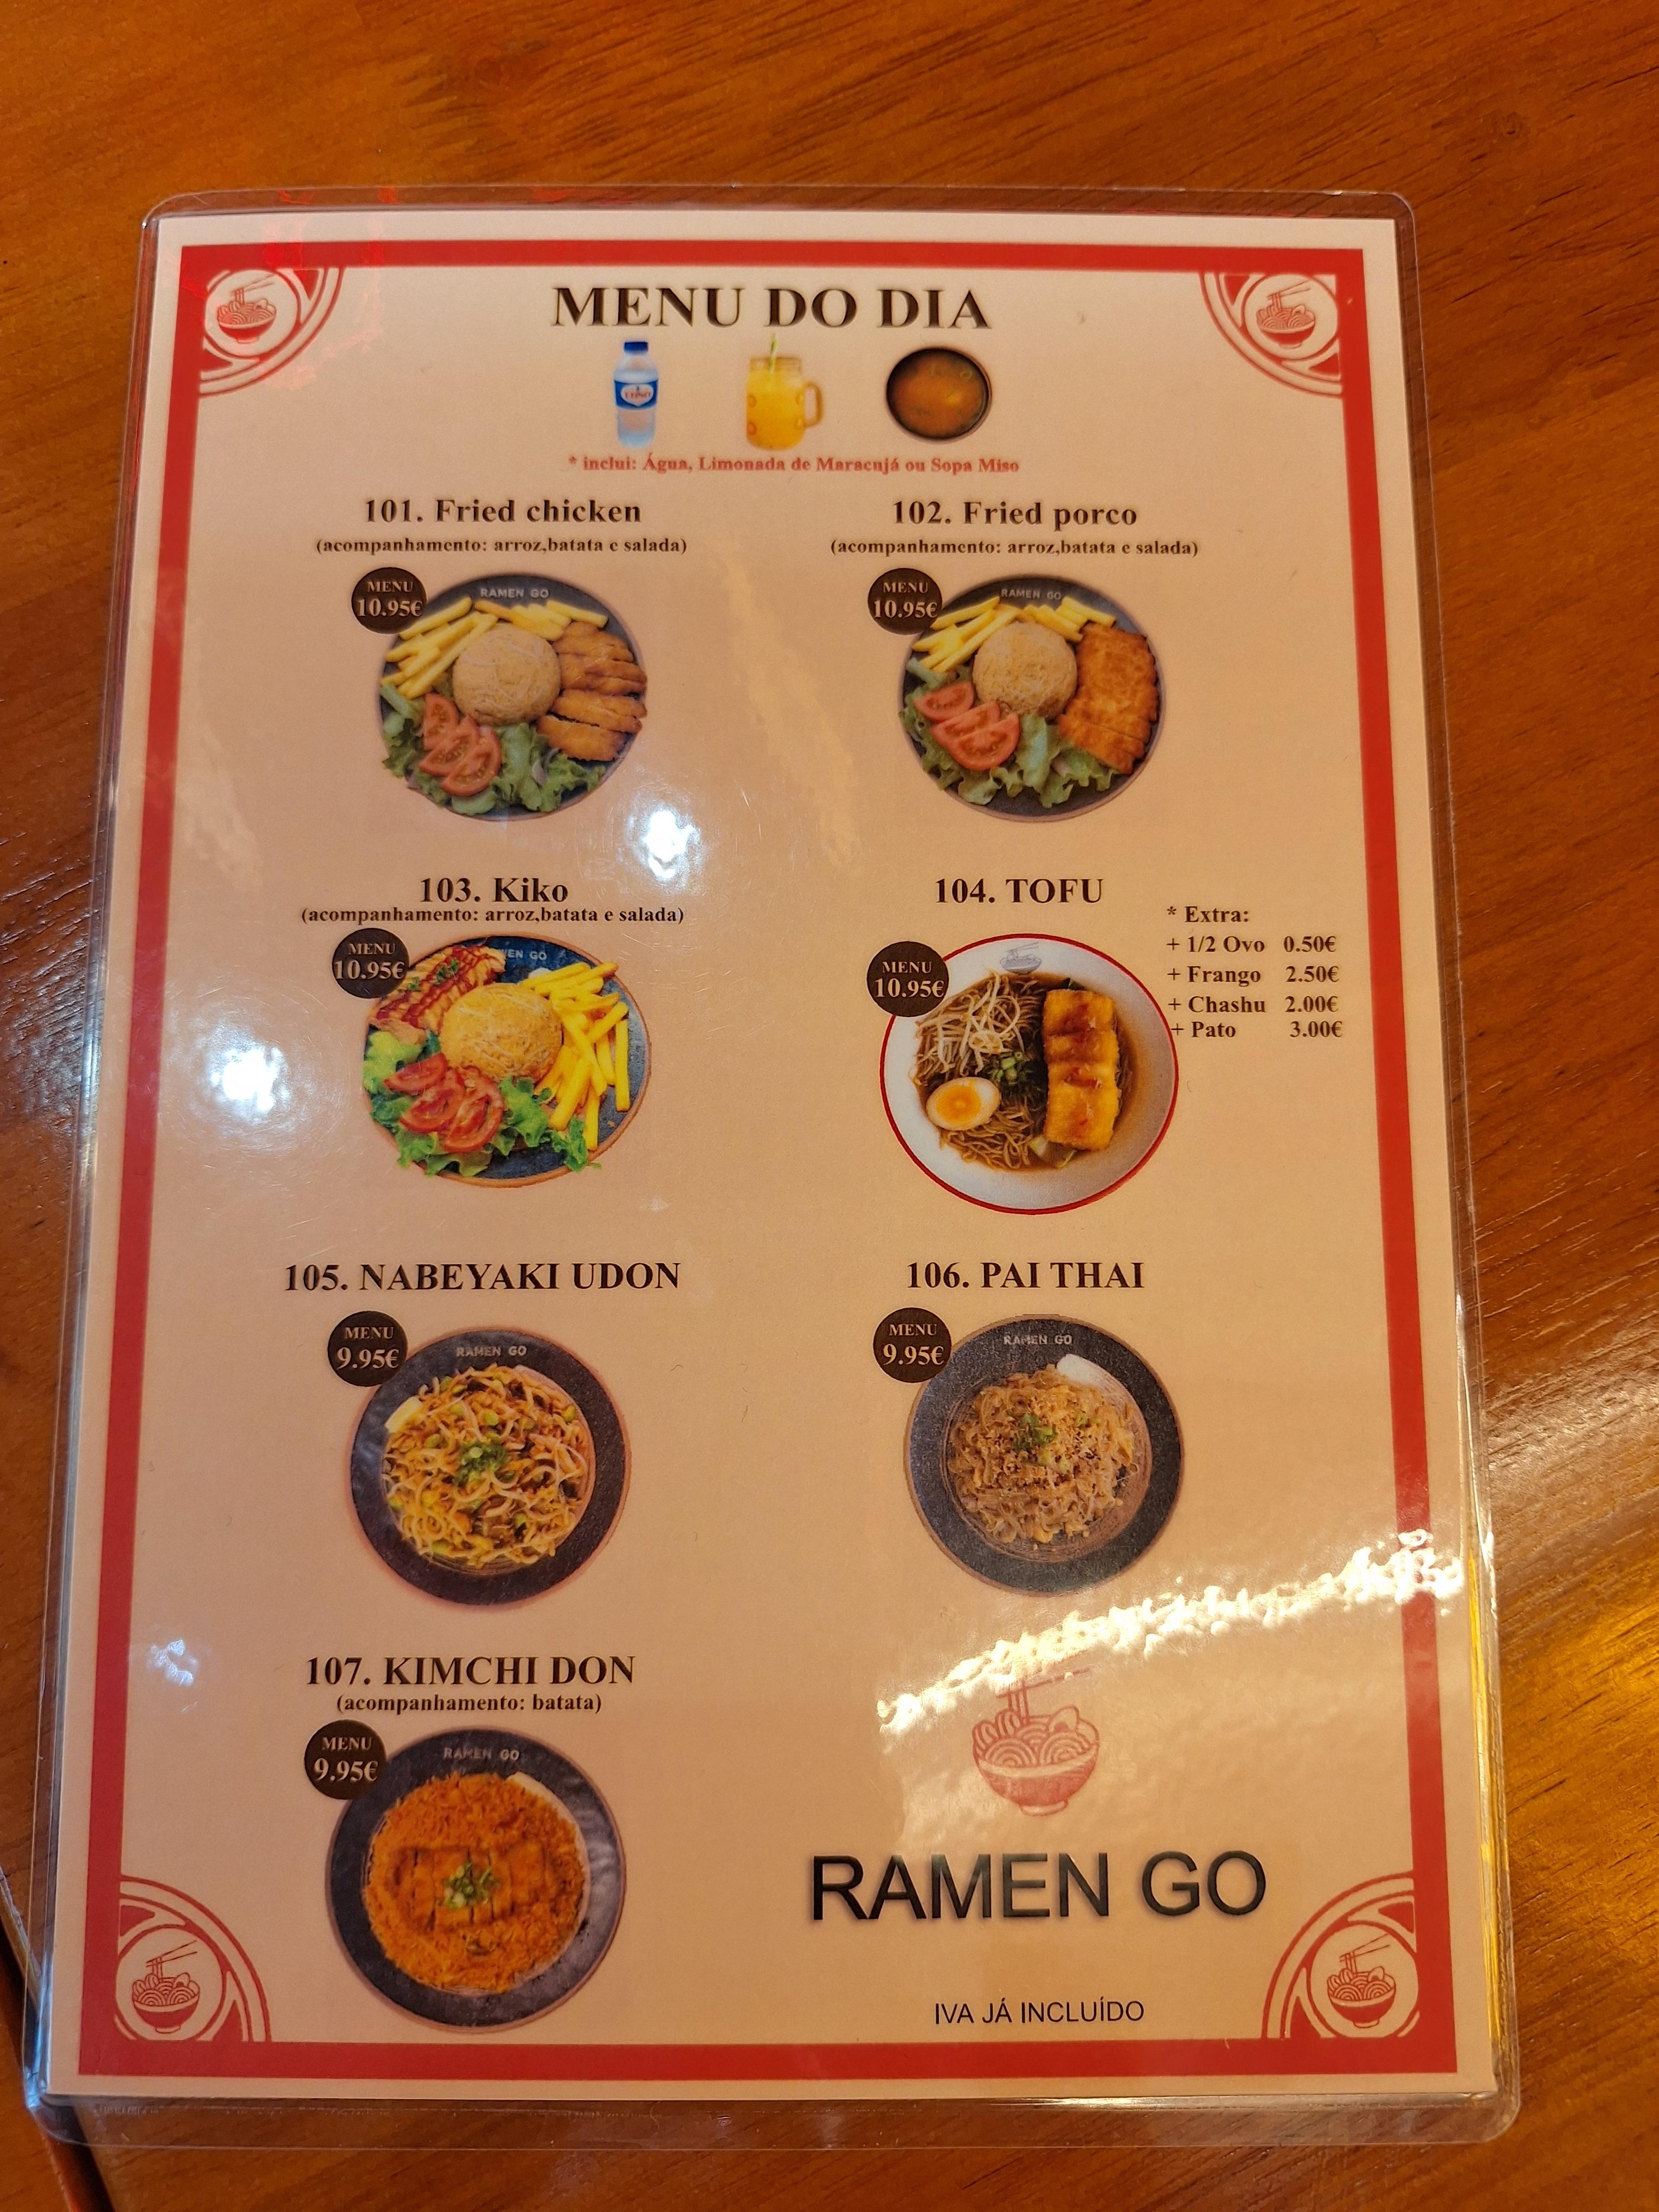 MENU DO DIA
* inclui: Água, Limonada de Maracujá ou Sopa Miso
101. Fried chicken
(acompanhamento: arroz,batata e salada)
MENU
10.95€
RAMEN GO
102. Fried porco
(acompanhamento: arroz,batata e salada)
MENU
10.95€
RAMEN GO
103. Kiko
(acompanhamento: arroz,batata e salada)
MENU
10.95€
EN GO
104. TOFU
MENU
10.95€
* Extra:
+ 1/2 Ovo 0.50€
+ Frango 2.50€
+ Chashu 2.00€
+ Pato 3.00€
105. NABEYAKI UDON
MENU
9.95€
RAMEN GO
106. PAI THAI
MENU
9.95€
RAMEN GO
107. KIMCHI DON
(acompanhamento: batata)
MENU
9.95€
RAMEN GO
RAMEN GO
IVA JÁ INCLUÍDO